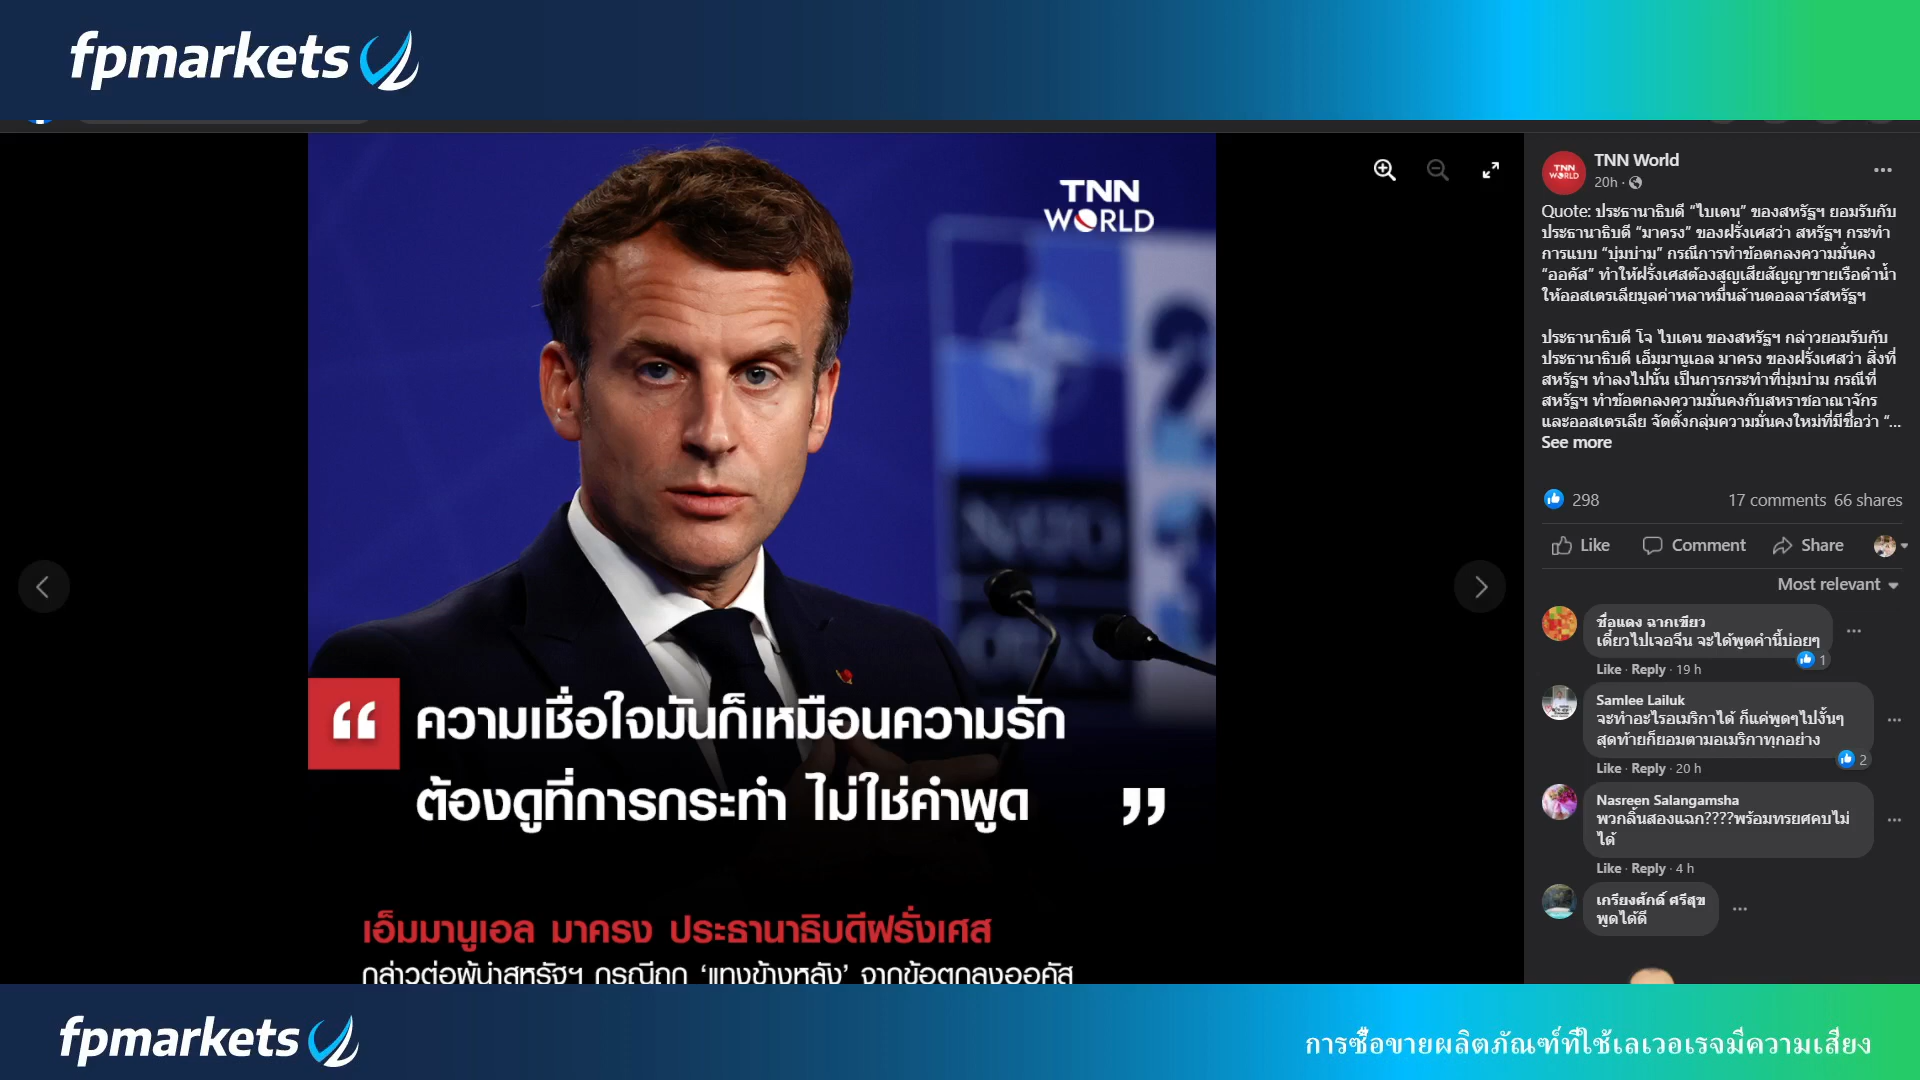 fpmarkets
TNN
WORLD
“ ความเชื่อใจมันก็เหมือนความรัก
ต้องดูที่การกระทำ ไม่ใช่คำพูด ”
เอ็มมานูเอล มาครง ประธานาธิบดีฝรั่งเศส
กล่าวต่อผู้นำสหรัฐฯ กรณีถูก ‘แทงข้างหลัง’ จากข้อตกลงออคัส
TNN
WORLD
TNN World
20h ·
Quote: ประธานาธิบดี “ไบเดน” ของสหรัฐฯ ยอมรับกับ
ประธานาธิบดี “มาครง” ของฝรั่งเศสว่า สหรัฐฯ กระทำ
การแบบ “บุ่มบ่าม” กรณีการทำข้อตกลงความมั่นคง
“ออคัส” ทำให้ฝรั่งเศสต้องสูญเสียสัญญาขายเรือดำน้ำ
ให้ออสเตรเลียมูลค่าหลาหมื่นล้านดอลลาร์สหรัฐฯ
ประธานาธิบดี โจ ไบเดน ของสหรัฐฯ กล่าวยอมรับกับ
ประธานาธิบดี เอ็มมานูเอล มาครง ของฝรั่งเศสว่า สิ่งที่
สหรัฐฯ ทำลงไปนั้น เป็นการกระทำที่บุ่มบ่าม กรณีที่
สหรัฐฯ ทำข้อตกลงความมั่นคงกับสหราชอาณาจักร
และออสเตรเลีย จัดตั้งกลุ่มความมั่นคงใหม่ที่มีชื่อว่า “...
See more
298 17 comments 66 shares
Like Comment Share
Most relevant
ชื่อแดง ฉากเขียว
เดี๋ยวไปเจอจีน จะได้พูดคำนี้บ่อยๆ
1
Like · Reply · 19 h
Samlee Lailuk
จะทำอะไรอเมริกาได้ ก็แค่พูดๆไปงั้นๆ
สุดท้ายก็ยอมตามอเมริกาทุกอย่าง
2
Like · Reply · 20 h
Nasreen Salangamsha
พวกลิ้นสองแฉก????พร้อมทรยศคบไม่
ได้
Like · Reply · 4 h
เกรียงศักดิ์ ศรีสุข
พูดได้ดี
fpmarkets
การซื้อขายผลิตภัณฑ์ที่ใช้เลเวอเรจมีความเสี่ยง